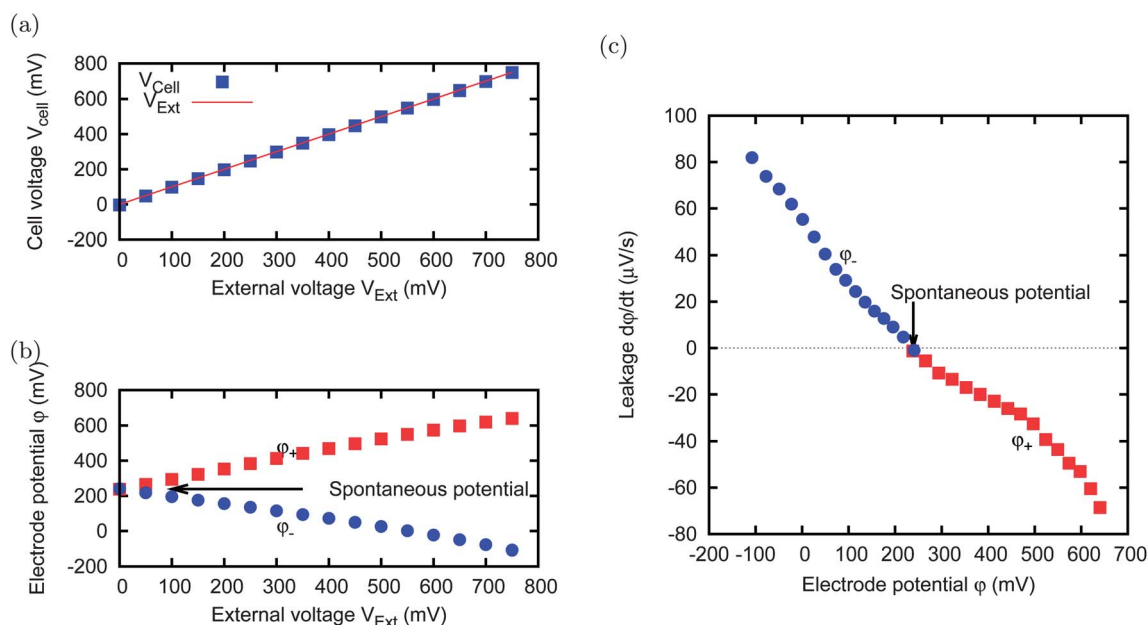 (a)
800
600
400
200
0
-200
Cell voltage V_cell (mV)
V_Cell
V_Ext
0 100 200 300 400 500 600 700 800
External voltage V_Ext (mV)
(b)
800
600
400
200
0
-200
Electrode potential φ (mV)
φ+
Spontaneous potential
φ-
0 100 200 300 400 500 600 700 800
External voltage V_Ext (mV)
(c)
100
80
60
40
20
0
-20
-40
-60
-80
Leakage dφ/dt (μV/s)
φ-
Spontaneous potential
φ+
-200 -100 0 100 200 300 400 500 600 700
Electrode potential φ (mV)